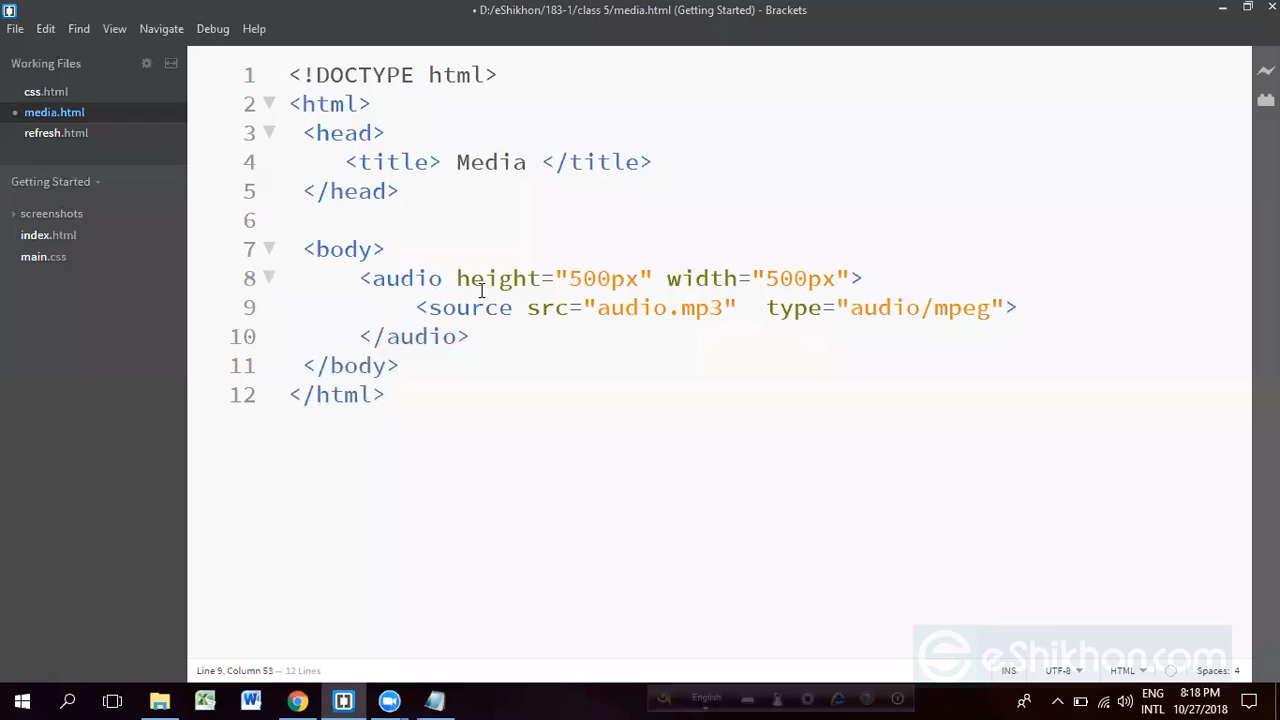 • D:/eShikhon/183-1/class 5/media.html (Getting Started) - Brackets
File Edit Find View Navigate Debug Help
Working Files
css.html
• media.html
refresh.html
Getting Started
screenshots
index.html
main.css
1 <!DOCTYPE html>
2 <html>
3 <head>
4 <title> Media </title>
5 </head>
6
7 <body>
8 <audio height="500px" width="500px">
9 <source src="audio.mp3" type="audio/mpeg">
10 </audio>
11 </body>
12 </html>
eShikhon.com
Line 9, Column 53 — 12 Lines
INS UTF-8 HTML Spaces: 4
English
ENG
INTL
8:18 PM
10/27/2018